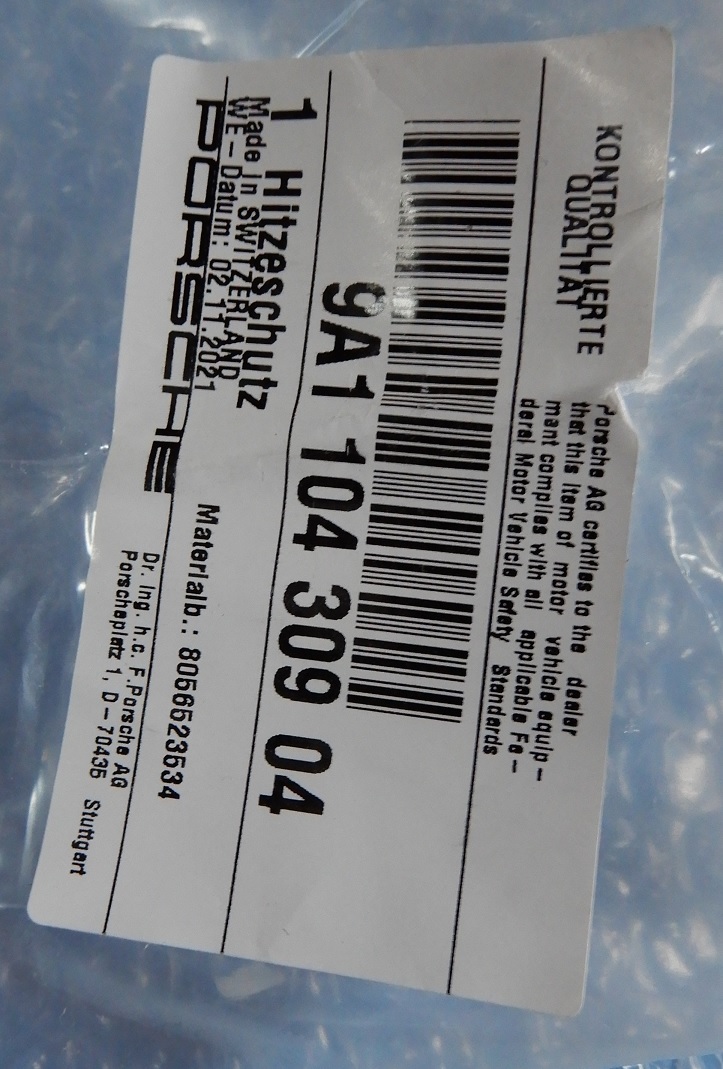 KONTROLLIERTE
QUALITÄT
Porsche AG certifies to the dealer
that this item of motor vehicle equip-
ment complies with all applicable Fe-
deral Motor Vehicle Safety Standards
9A1 104 309 04
1 Hitzeschutz
Made in SWITZERLAND
WE-Datum: 02.11.2021
Materialb.: 8056523534
PORSCHE
Dr. Ing. h.c. F.Porsche AG
Porscheplatz 1, D-70435 Stuttgart